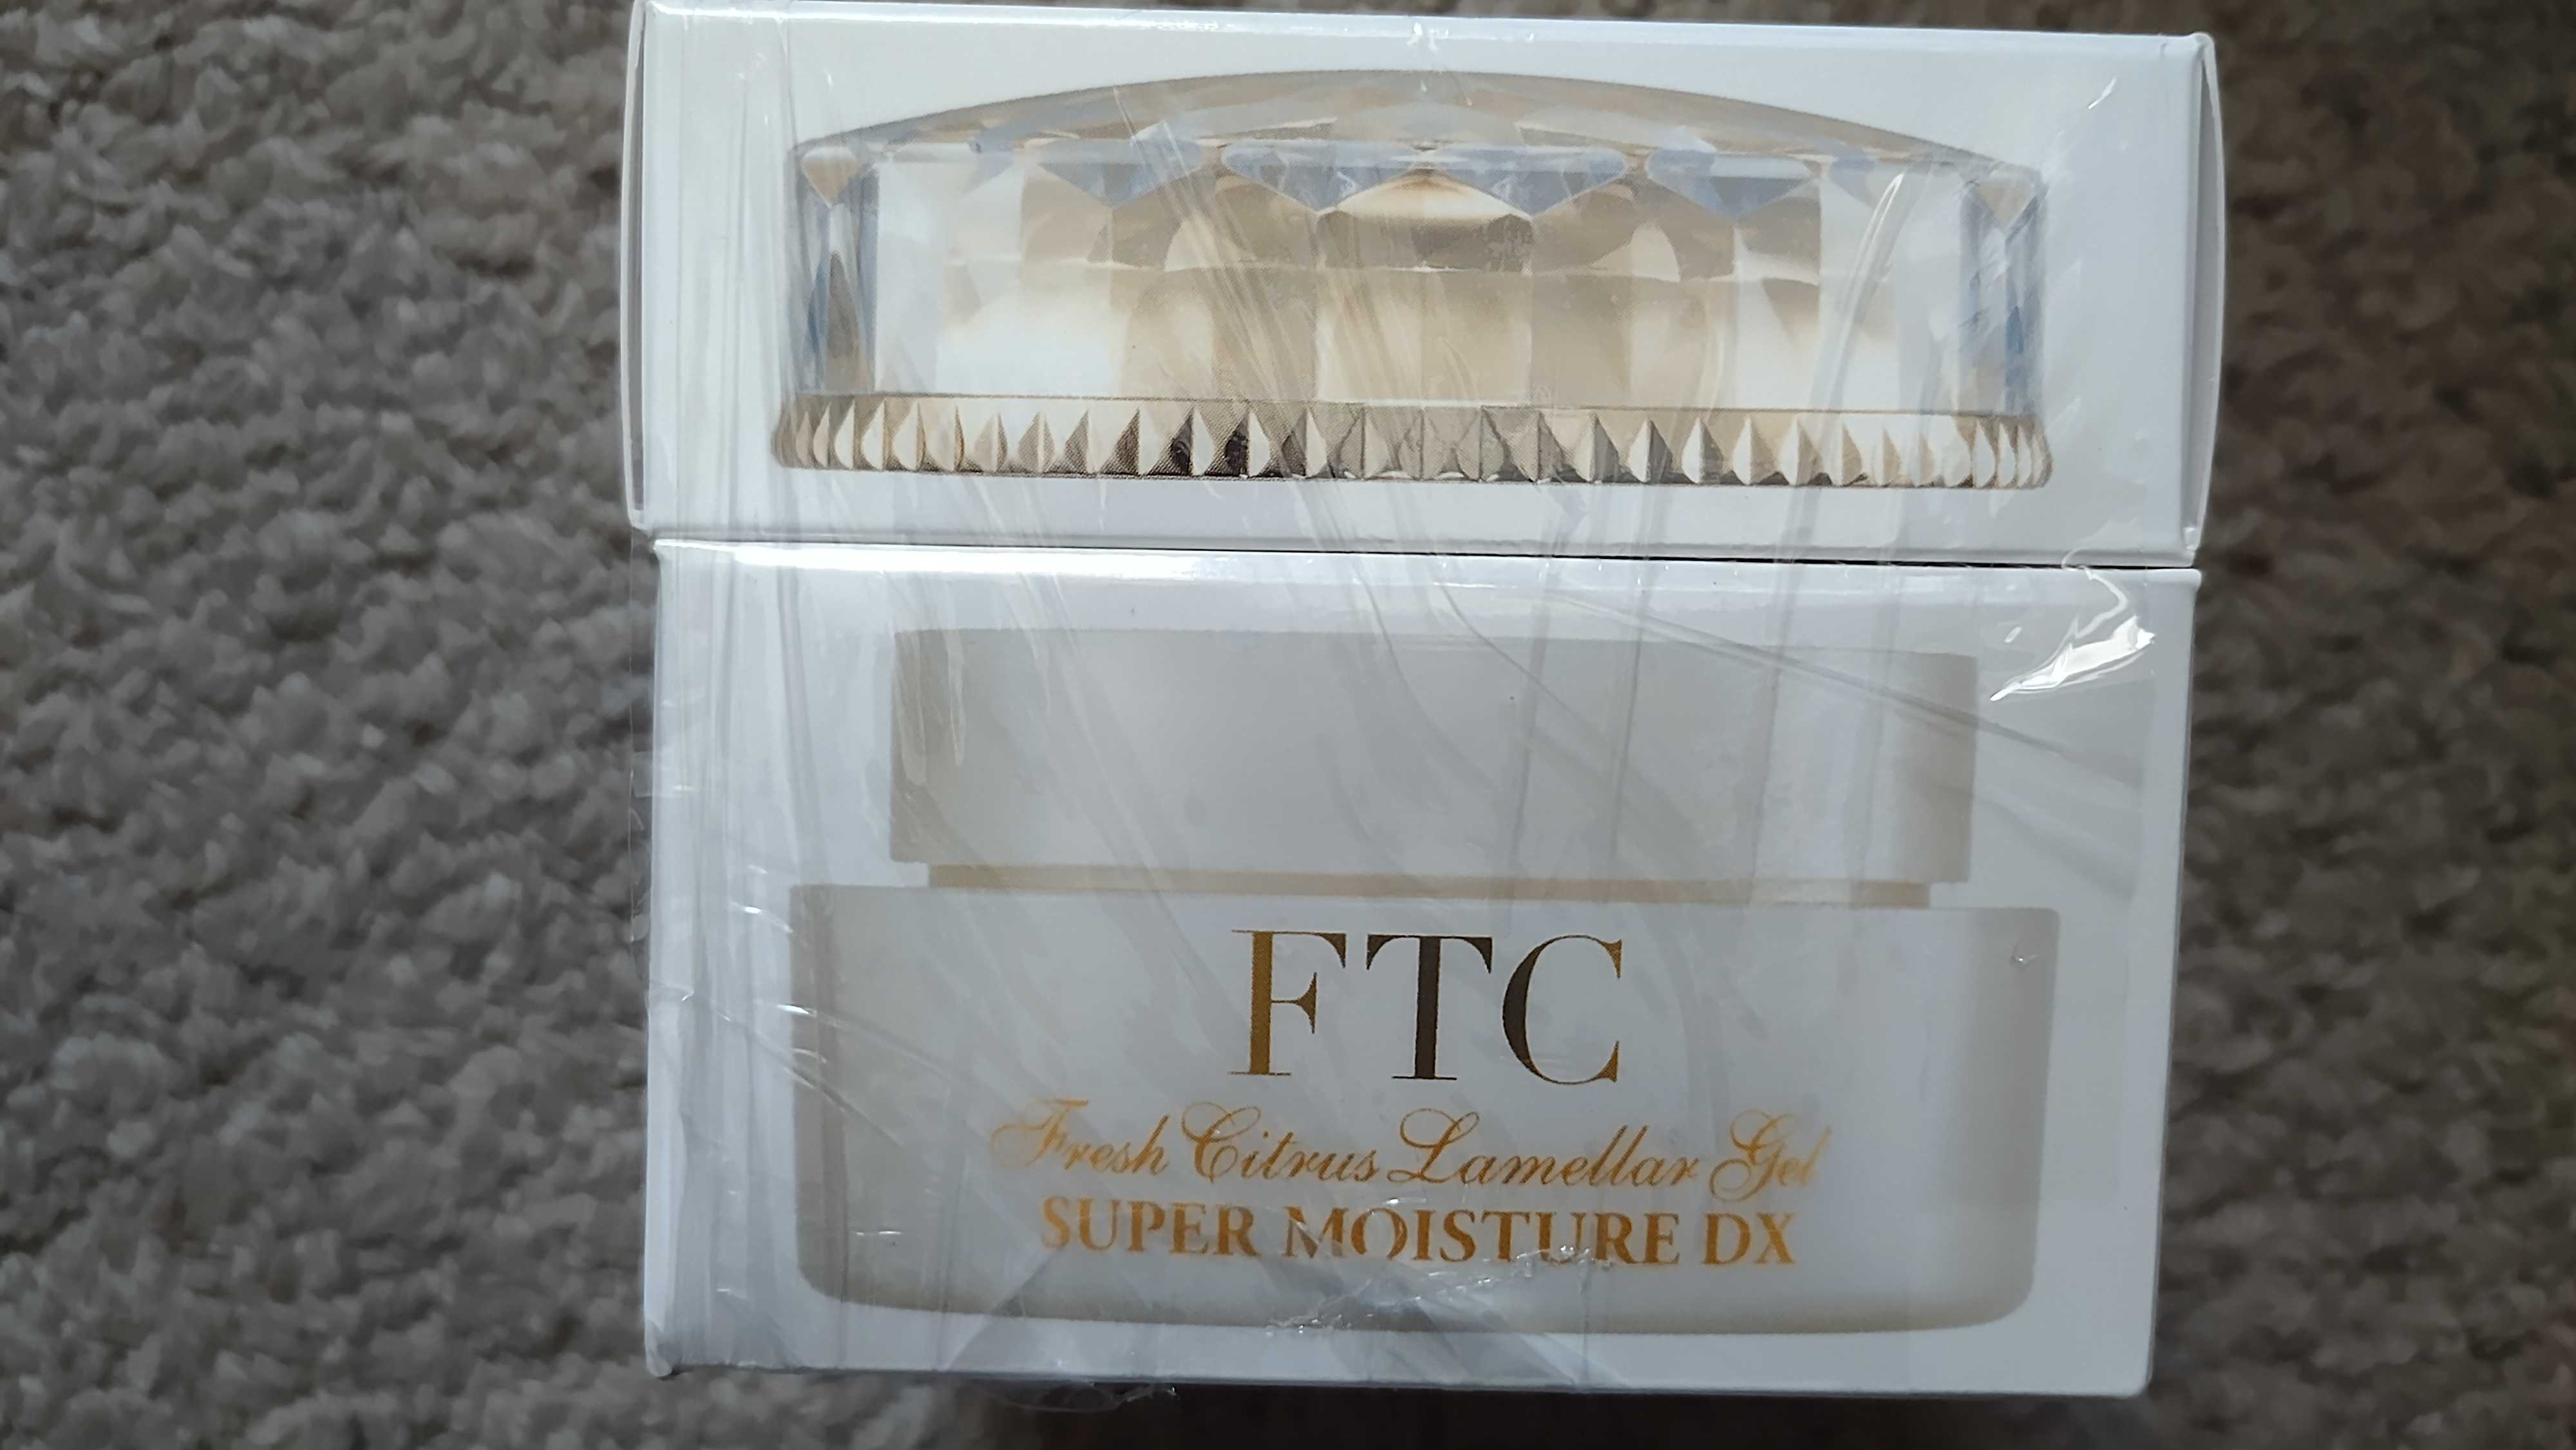 FTC
Fresh Citrus Lamellar Gel
SUPER MOISTURE DX